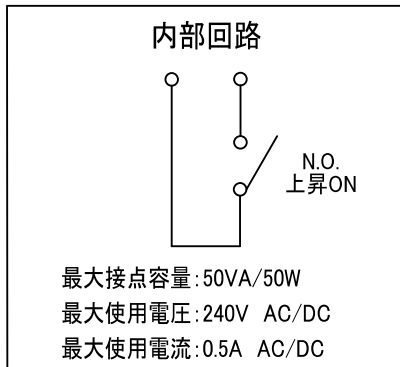 内部回路
N.O.
上昇ON
最大接点容量:50VA/50W
最大使用電圧:240V AC/DC
最大使用電流:0.5A AC/DC